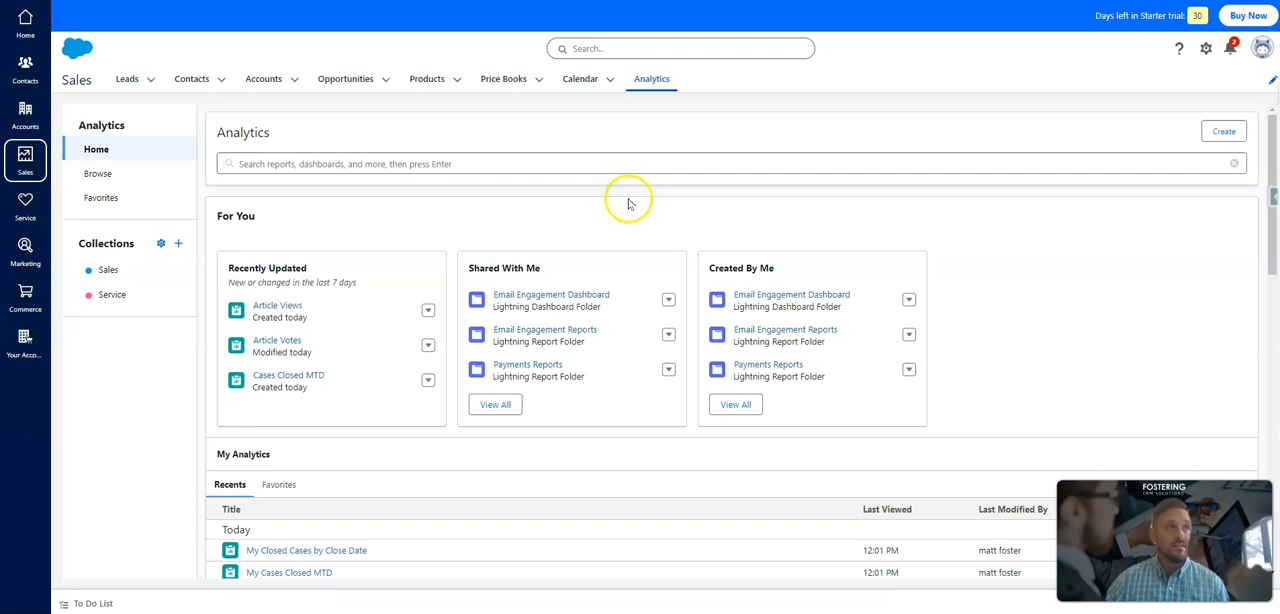 Days left in Starter trial: 30 Buy Now
Home
Search...
2
Sales Leads Contacts Accounts Opportunities Products Price Books Calendar Analytics
Contacts
Accounts
Sales
Service
Marketing
Commerce
Your Acco...
Analytics
Home
Browse
Favorites
Collections
Sales
Service
Analytics
Create
Search reports, dashboards, and more, then press Enter
For You
Recently Updated
New or changed in the last 7 days
Article Views
Created today
Article Votes
Modified today
Cases Closed MTD
Created today
Shared With Me
Email Engagement Dashboard
Lightning Dashboard Folder
Email Engagement Reports
Lightning Report Folder
Payments Reports
Lightning Report Folder
View All
Created By Me
Email Engagement Dashboard
Lightning Dashboard Folder
Email Engagement Reports
Lightning Report Folder
Payments Reports
Lightning Report Folder
View All
My Analytics
Recents Favorites
Title Last Viewed Last Modified By
Today
My Closed Cases by Close Date 12:01 PM matt foster
My Cases Closed MTD 12:01 PM matt foster
FOSTERING
CRM SOLUTIONS
To Do List